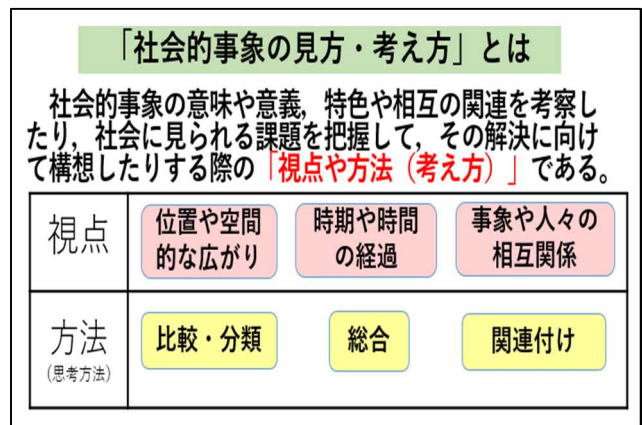 「社会的事象の見方・考え方」とは
社会的事象の意味や意義，特色や相互の関連を考察し
たり，社会に見られる課題を把握して，その解決に向け
て構想したりする際の「視点や方法（考え方）」である。
視点
位置や空間
的な広がり
時期や時間
の経過
事象や人々の
相互関係
方法
(思考方法)
比較・分類
総合
関連付け